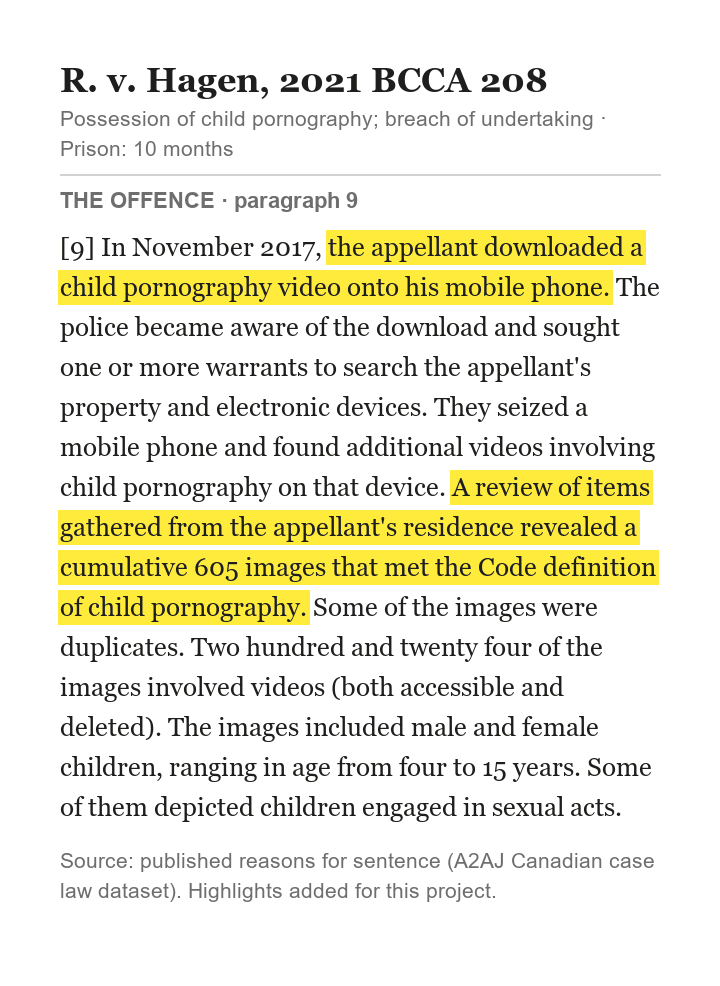 R. v. Hagen, 2021 BCCA 208
Possession of child pornography; breach of undertaking ·
Prison: 10 months
THE OFFENCE · paragraph 9
[9] In November 2017, the appellant downloaded a
child pornography video onto his mobile phone. The
police became aware of the download and sought
one or more warrants to search the appellant's
property and electronic devices. They seized a
mobile phone and found additional videos involving
child pornography on that device. A review of items
gathered from the appellant's residence revealed a
cumulative 605 images that met the Code definition
of child pornography. Some of the images were
duplicates. Two hundred and twenty four of the
images involved videos (both accessible and
deleted). The images included male and female
children, ranging in age from four to 15 years. Some
of them depicted children engaged in sexual acts.
Source: published reasons for sentence (A2AJ Canadian case
law dataset). Highlights added for this project.